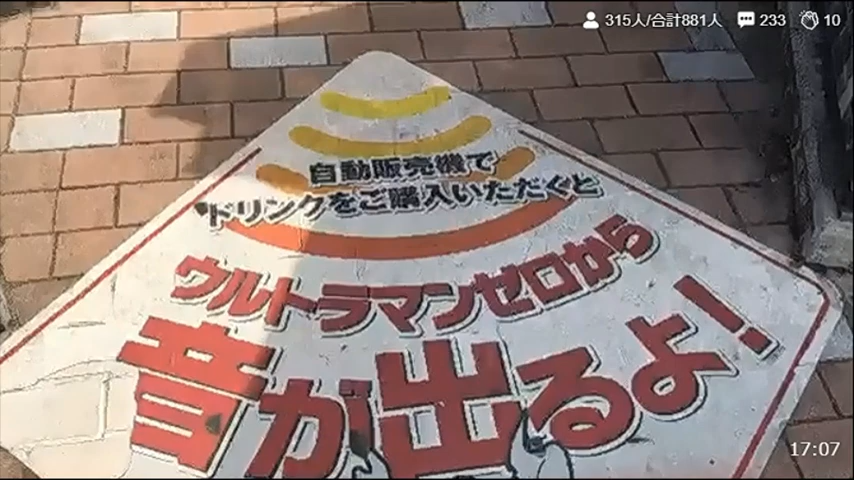 315人/合計881人 233 10
自動販売機で
ドリンクをご購入いただくと
ウルトラマンゼロから
音が出るよ!
17:07